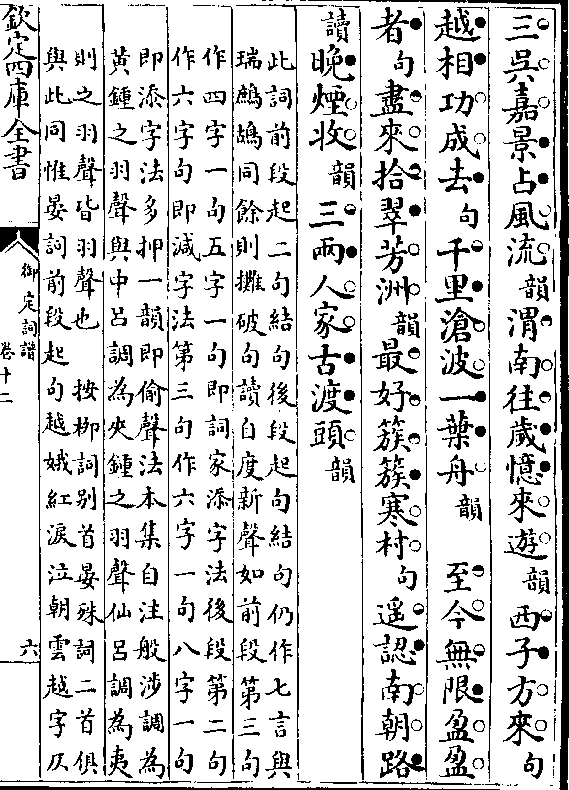 三吳嘉景占風流韻渭南往歲憶來遊韻西子方來句
越相功成去句千里滄波一葉舟韻　至今無限盈盈
者句盡來拾翠芳洲韻最好簇簇寒村句遥認南朝路
讀晚煙收韻三兩人家古渡頭韻
此詞前段起二句結句後段起句結句仍作七言與
瑞鷓鴣同餘則攤破句讀自度新聲如前段第三句
作四字一句五字一句即詞家添字法後段第二句
作六字句即減字法第三句作六字一句八字一句
即添字法多押一韻即偷聲法本集自注般涉調為
黃鍾之羽聲與中吕調為夾鍾之羽聲仙吕調為夷
則之羽聲皆羽聲也　按柳詞别首晏殊詞二首俱
與此同惟晏詞前段起句越娥紅淚泣朝雲越字仄
欽定四庫全書
御定詞譜
卷十二
六